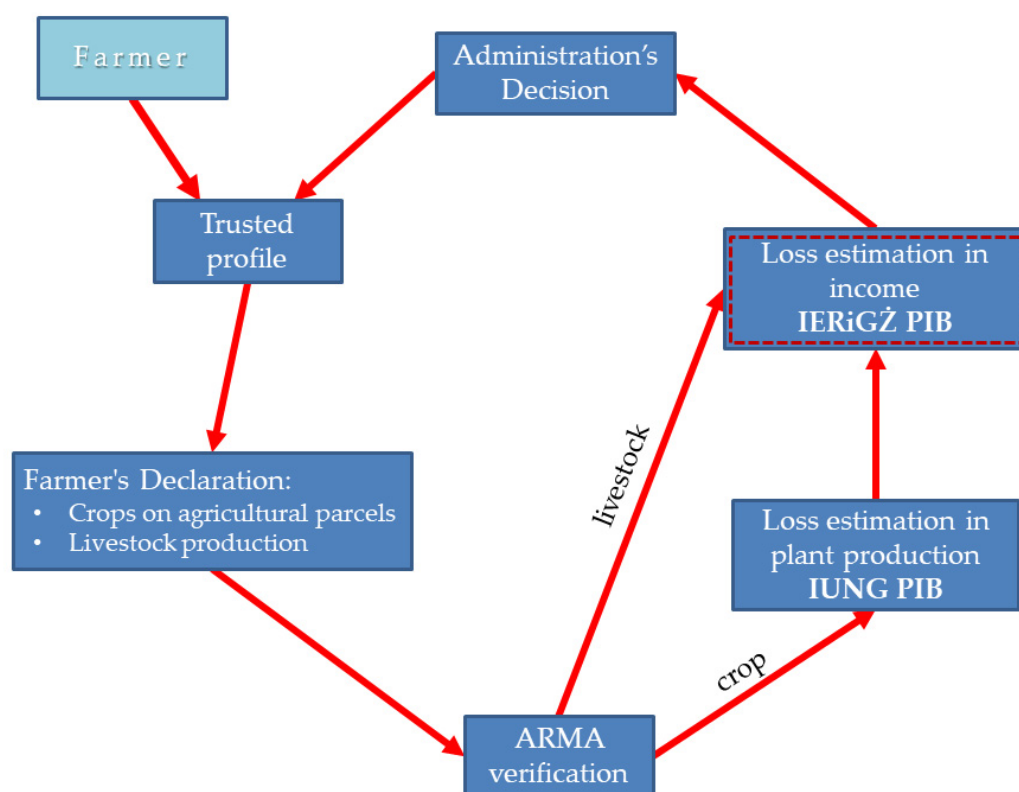 Farmer
Administration's
Decision
Trusted
profile
Loss estimation in
income
IERiGŻ PIB
livestock
Farmer's Declaration:
• Crops on agricultural parcels
• Livestock production
Loss estimation in
plant production
IUNG PIB
crop
ARMA
verification